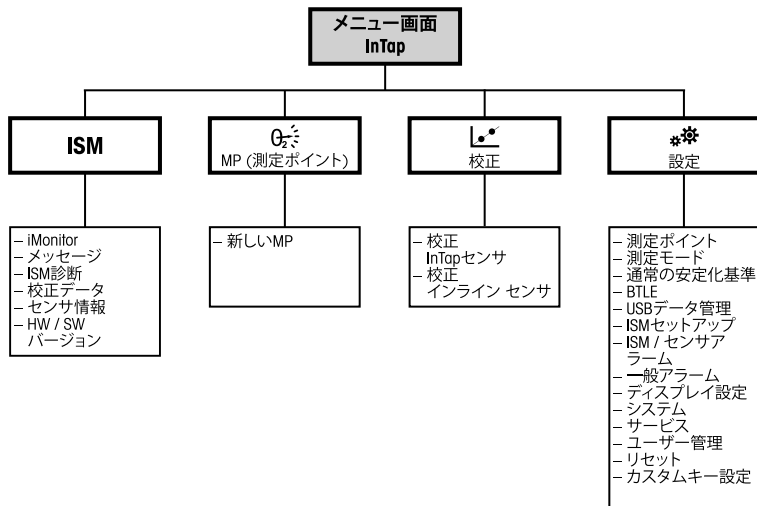 メニュー画面
InTap
ISM
O₂
MP (測定ポイント)
校正
設定
– iMonitor
– メッセージ
– ISM診断
– 校正データ
– センサ情報
– HW / SW
バージョン
– 新しいMP
– 校正
InTapセンサ
– 校正
インライン センサ
– 測定ポイント
– 測定モード
– 通常の安定化基準
– BTLE
– USBデータ管理
– ISMセットアップ
– ISM / センサア
ラーム
– 一般アラーム
– ディスプレイ設定
– システム
– サービス
– ユーザー管理
– リセット
– カスタムキー設定